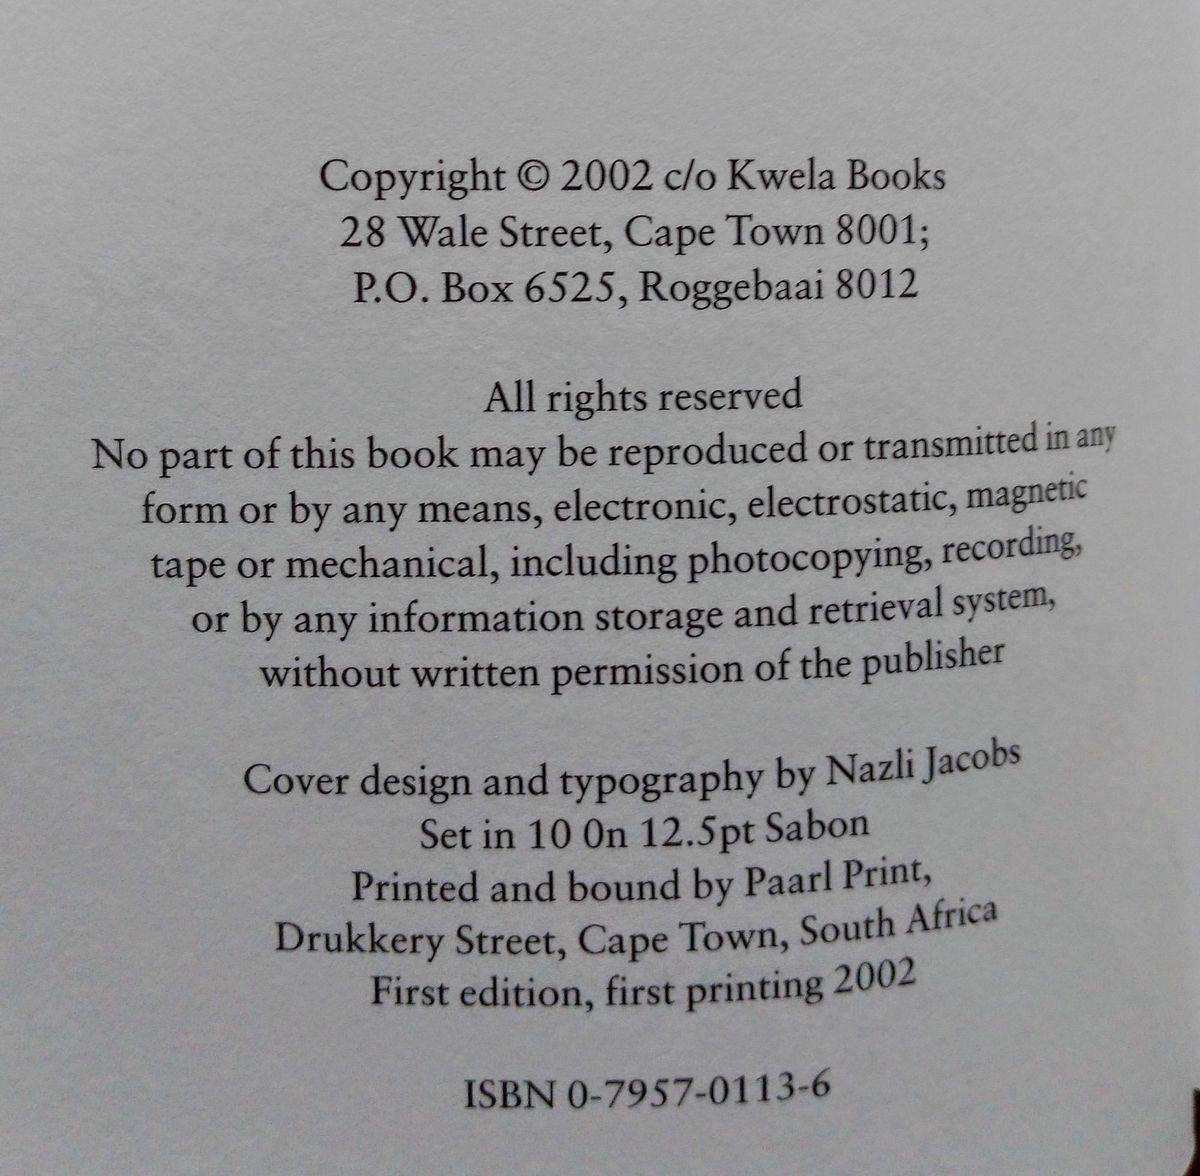 Copyright © 2002 c/o Kwela Books
28 Wale Street, Cape Town 8001;
P.O. Box 6525, Roggebaai 8012
All rights reserved
No part of this book may be reproduced or transmitted in any
form or by any means, electronic, electrostatic, magnetic
tape or mechanical, including photocopying, recording,
or by any information storage and retrieval system,
without written permission of the publisher
Cover design and typography by Nazli Jacobs
Set in 10 0n 12.5pt Sabon
Printed and bound by Paarl Print,
Drukkery Street, Cape Town, South Africa
First edition, first printing 2002
ISBN 0-7957-0113-6